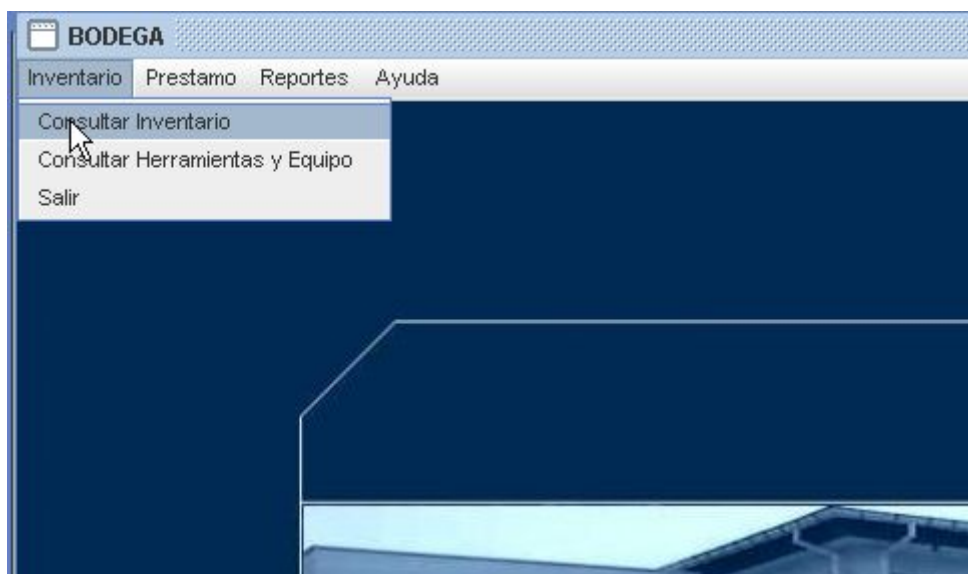 BODEGA
Inventario Prestamo Reportes Ayuda
Consultar Inventario
Consultar Herramientas y Equipo
Salir